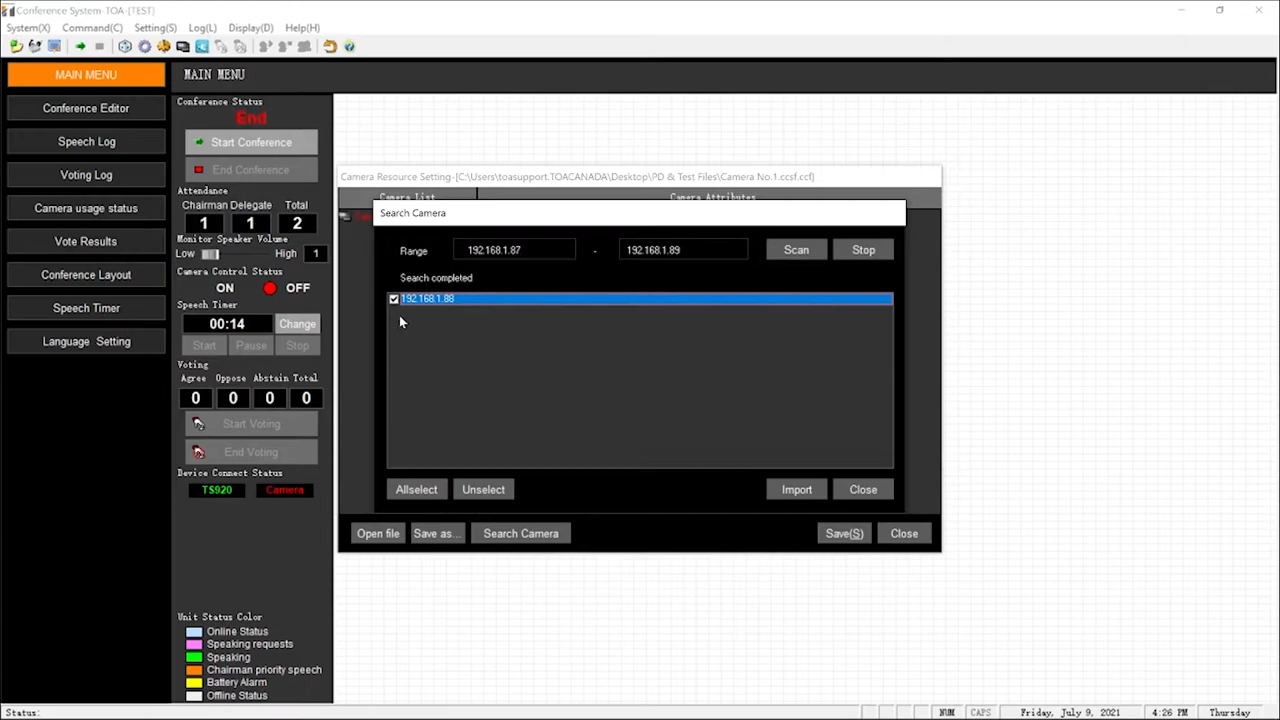 Conference System-TOA-[TEST]
System(X) Command(C) Setting(S) Log(L) Display(D) Help(H)
MAIN MENU
Conference Editor
Speech Log
Voting Log
Camera usage status
Vote Results
Conference Layout
Speech Timer
Language Setting
MAIN MENU
Conference Status
End
Start Conference
End Conference
Attendance
Chairman Delegate Total
1 1 2
Monitor Speaker Volume
Low High 1
Camera Control Status
ON OFF
Speech Timer
00:14 Change
Start Pause Stop
Voting
Agree Oppose Abstain Total
0 0 0 0
Start Voting
End Voting
Device Connect Status
TS920 Camera
Unit Status Color
Online Status
Speaking requests
Speaking
Chairman priority speech
Battery Alarm
Offline Status
Camera Resource Setting-[C:\Users\toasupport.TOACANADA\Desktop\PD & Test Files\Camera No.1.ccsf.ccf]
Camera List Camera Attributes
Search Camera
Range 192.168.1.87 - 192.168.1.89 Scan Stop
Search completed
192.168.1.88
Allselect Unselect Import Close
Open file Save as... Search Camera Save(S) Close
Status: NUM CAPS Friday, July 9, 2021 4:26 PM Thursday